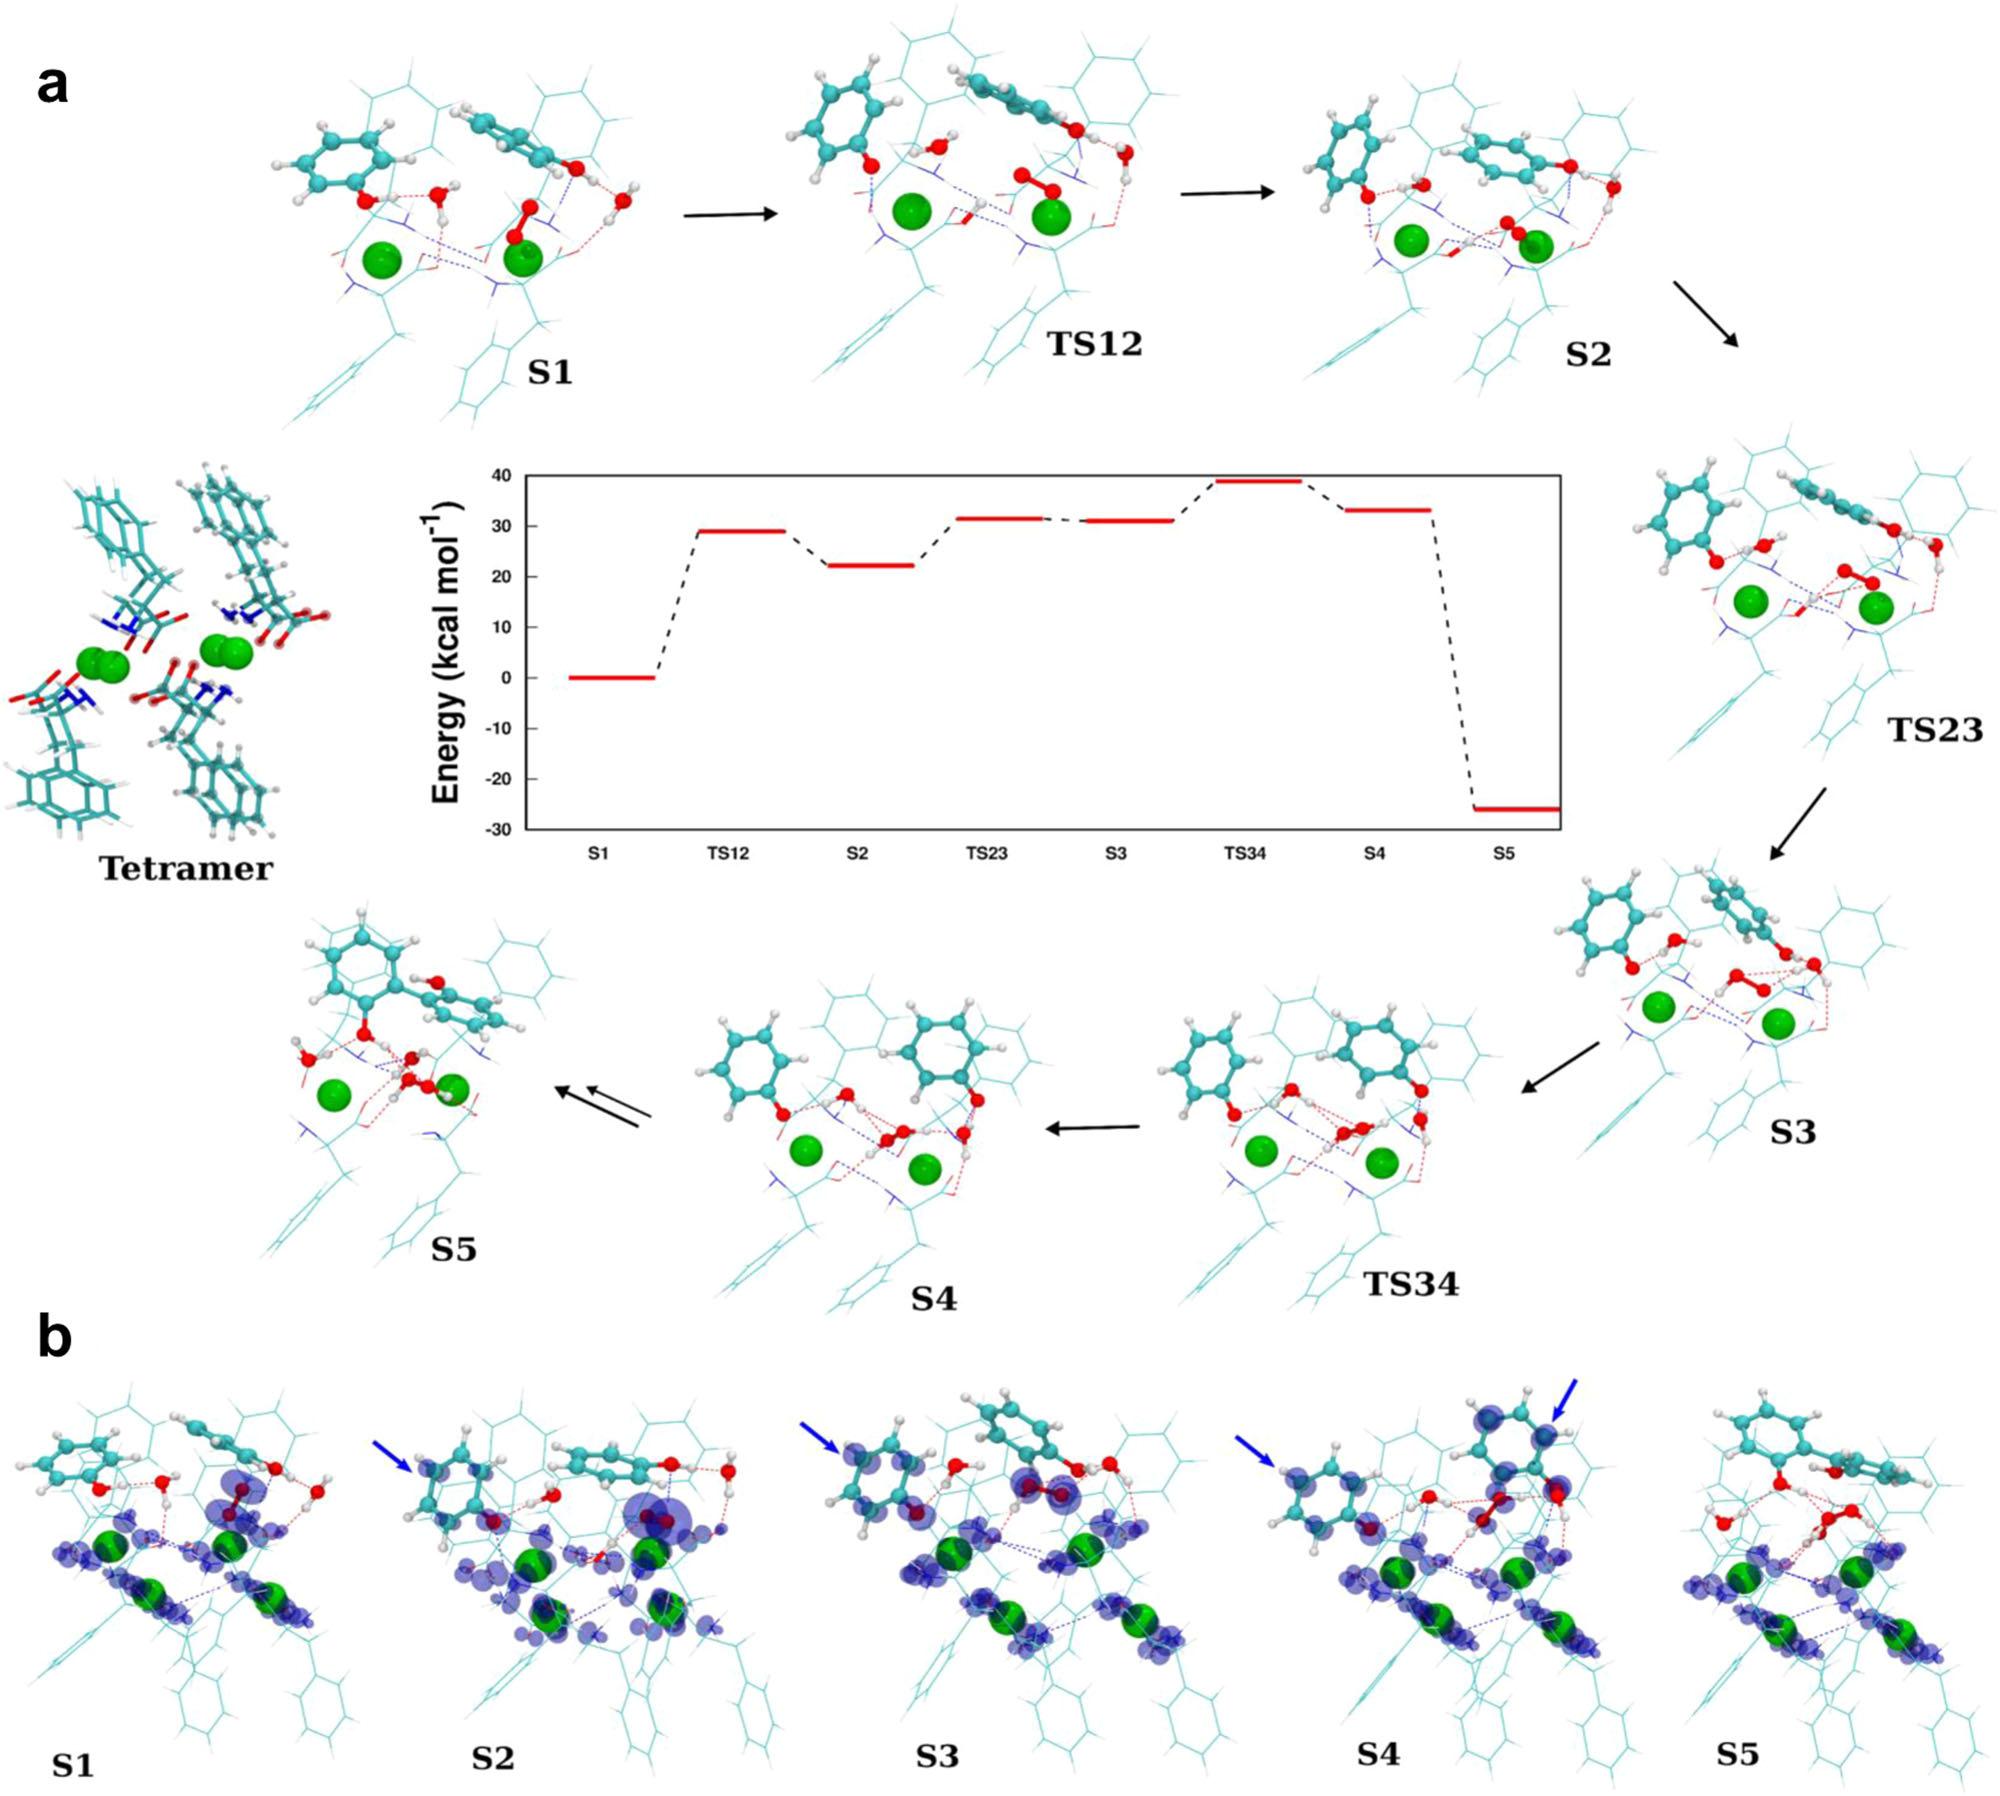 a
S1
TS12
S2
TS23
S3
TS34
S4
S5
Tetramer
Energy (kcal mol-1)
40
30
20
10
0
-10
-20
-30
S1 TS12 S2 TS23 S3 TS34 S4 S5
b
S1
S2
S3
S4
S5